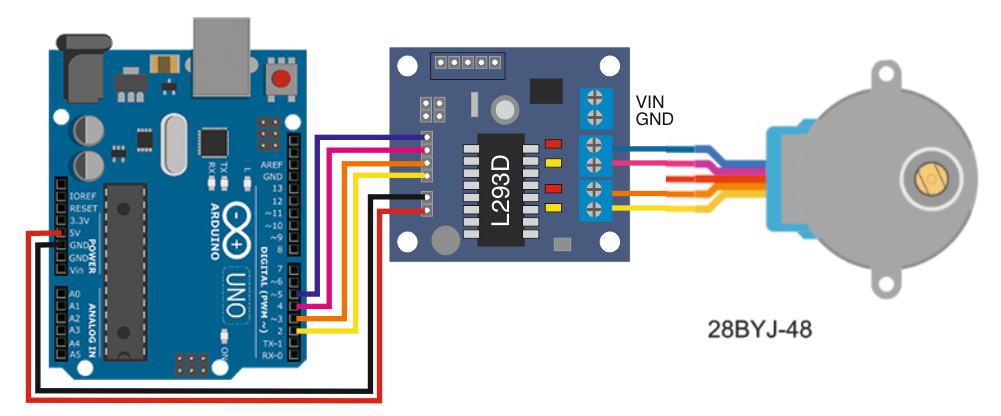 VIN
GND
AREF
GND
13
12
~11
~10
~9
8
7
~6
~5
4
~3
2
TX-1
RX-0
DIGITAL (PWM ~)
RX
TX
L
ARDUINO
UNO
ON
IOREF
RESET
3.3V
5V
GND
GND
Vin
POWER
A0
A1
A2
A3
A4
A5
ANALOG IN
L293D
28BYJ-48